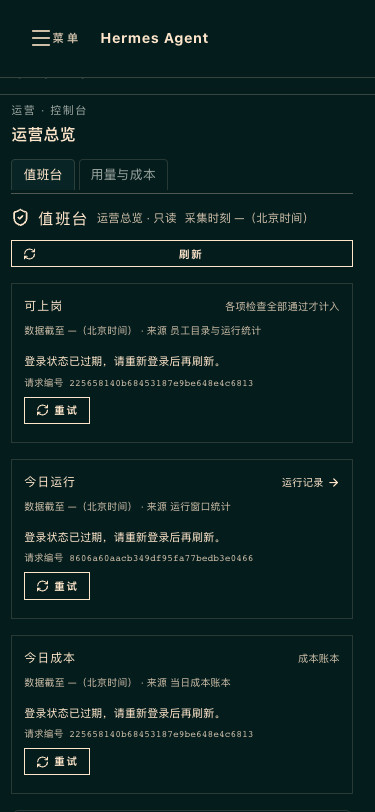 菜单 Hermes Agent
运营 · 控制台
运营总览
值班台 用量与成本
值班台 运营总览 · 只读 采集时刻 —（北京时间）
刷新
可上岗 各项检查全部通过才计入
数据截至 —（北京时间） · 来源 员工目录与运行统计
登录状态已过期，请重新登录后再刷新。
请求编号 225658140b68453187e9be648e4c6813
重试
今日运行 运行记录 →
数据截至 —（北京时间） · 来源 运行窗口统计
登录状态已过期，请重新登录后再刷新。
请求编号 8606a60aacb349df95fa77bedb3e0466
重试
今日成本 成本账本
数据截至 —（北京时间） · 来源 当日成本账本
登录状态已过期，请重新登录后再刷新。
请求编号 225658140b68453187e9be648e4c6813
重试